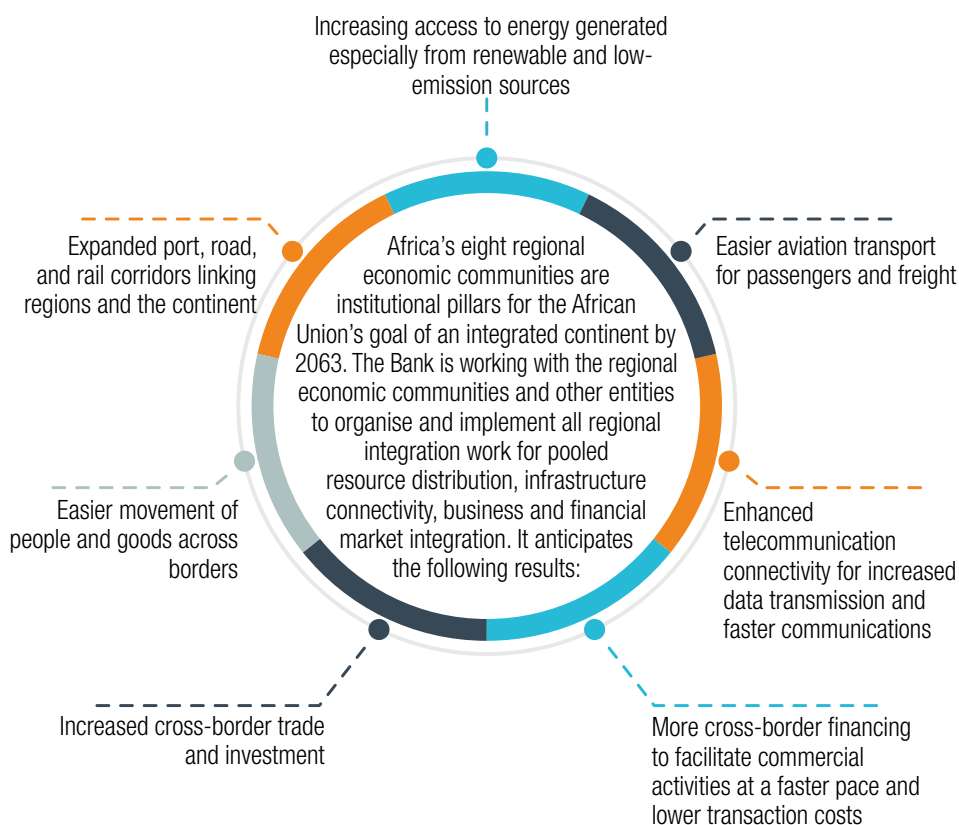 Increasing access to energy generated
especially from renewable and low-
emission sources
Easier aviation transport
for passengers and freight
Enhanced
telecommunication
connectivity for increased
data transmission and
faster communications
More cross-border financing
to facilitate commercial
activities at a faster pace and
lower transaction costs
Increased cross-border trade
and investment
Easier movement of
people and goods across
borders
Expanded port, road,
and rail corridors linking
regions and the continent
Africa’s eight regional
economic communities are
institutional pillars for the African
Union’s goal of an integrated continent by
2063. The Bank is working with the regional
economic communities and other entities
to organise and implement all regional
integration work for pooled
resource distribution, infrastructure
connectivity, business and financial
market integration. It anticipates
the following results: